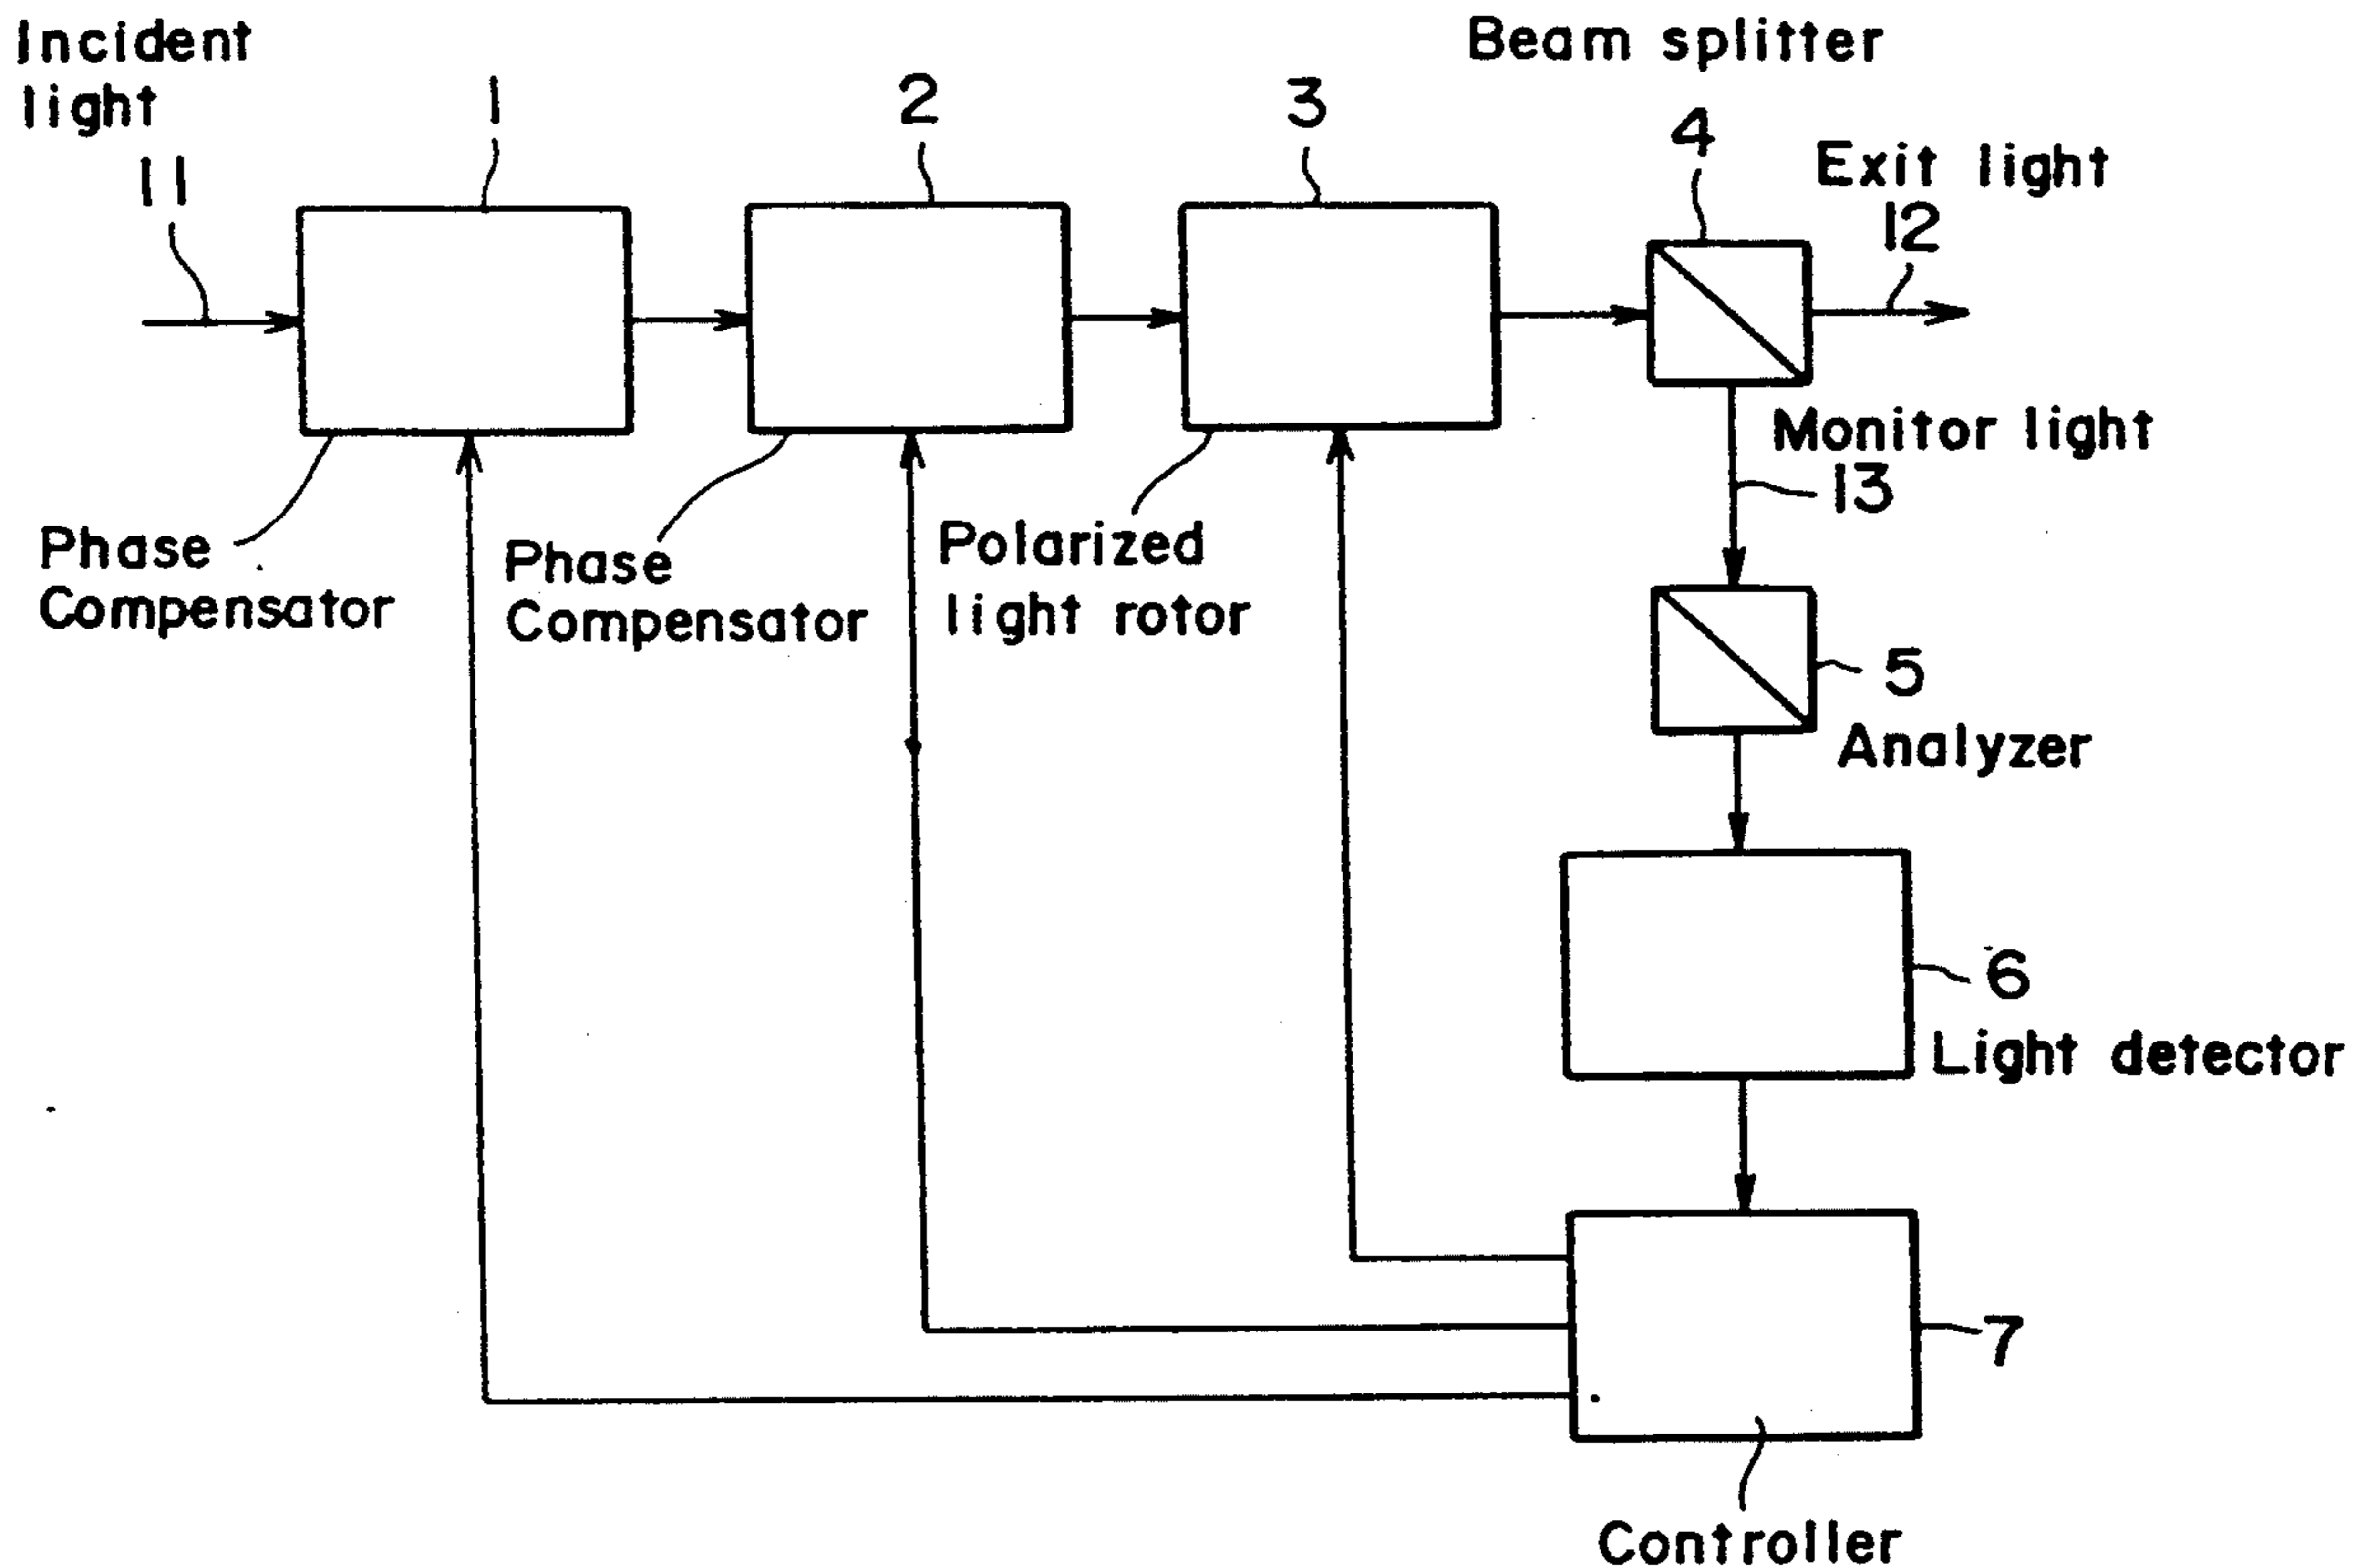 Incident
light
11
1
2
3
Beam splitter
4
Exit light
12
Monitor light
13
Phase
Compensator
Phase
Compensator
Polarized
light rotor
5
Analyzer
6
Light detector
7
Controller